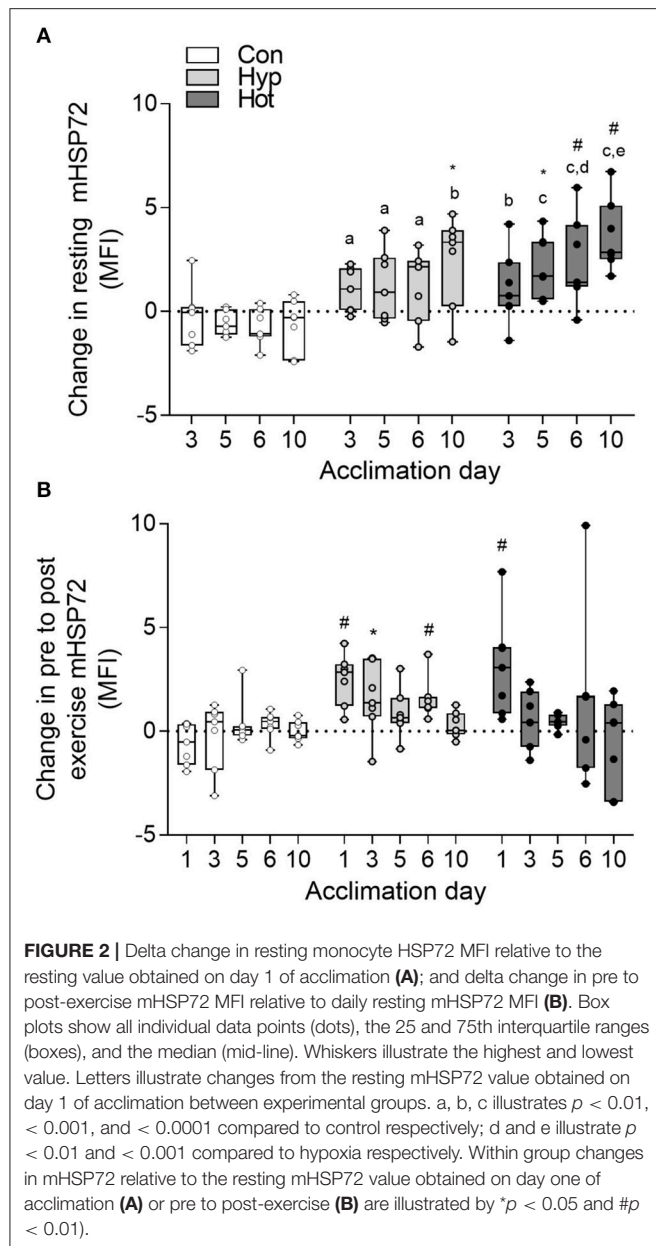 A
Con
Hyp
Hot
Change in resting mHSP72
(MFI)
10
5
0
-5
#
#
*
c,e
*
c,d
b
b
c
a
a
a
3 5 6 10 3 5 6 10 3 5 6 10
Acclimation day
B
Change in pre to post
exercise mHSP72
(MFI)
10
5
0
-5
#
#
*
#
1 3 5 6 10 1 3 5 6 10 1 3 5 6 10
Acclimation day
FIGURE 2 | Delta change in resting monocyte HSP72 MFI relative to the
resting value obtained on day 1 of acclimation (A); and delta change in pre to
post-exercise mHSP72 MFI relative to daily resting mHSP72 MFI (B). Box
plots show all individual data points (dots), the 25 and 75th interquartile ranges
(boxes), and the median (mid-line). Whiskers illustrate the highest and lowest
value. Letters illustrate changes from the resting mHSP72 value obtained on
day 1 of acclimation between experimental groups. a, b, c illustrates p < 0.01,
< 0.001, and < 0.0001 compared to control respectively; d and e illustrate p
< 0.01 and < 0.001 compared to hypoxia respectively. Within group changes
in mHSP72 relative to the resting mHSP72 value obtained on day one of
acclimation (A) or pre to post-exercise (B) are illustrated by *p < 0.05 and #p
< 0.01).